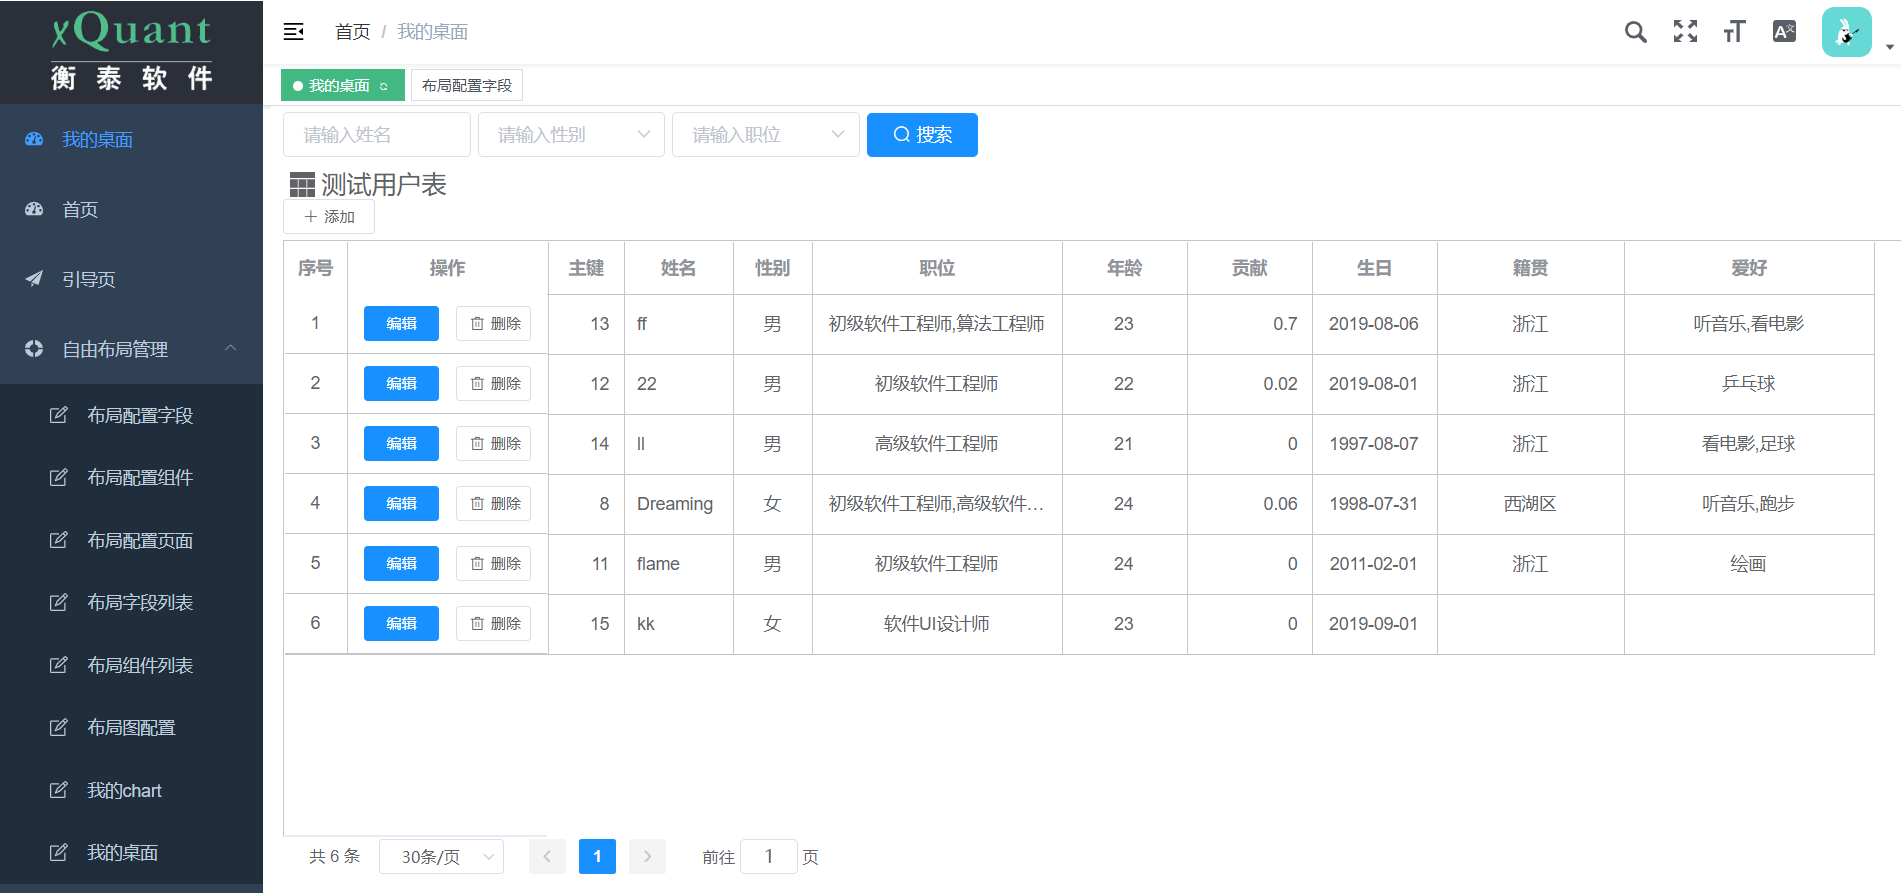 xQuant
衡泰软件
我的桌面
首页
引导页
自由布局管理
布局配置字段
布局配置组件
布局配置页面
布局字段列表
布局组件列表
布局图配置
我的chart
我的桌面
首页 / 我的桌面
我的桌面 布局配置字段
请输入姓名 请输入性别 请输入职位 搜索
测试用户表
添加
序号 操作 主键 姓名 性别 职位 年龄 贡献 生日 籍贯 爱好
1 编辑 删除 13 ff 男 初级软件工程师,算法工程师 23 0.7 2019-08-06 浙江 听音乐,看电影
2 编辑 删除 12 22 男 初级软件工程师 22 0.02 2019-08-01 浙江 乒乓球
3 编辑 删除 14 ll 男 高级软件工程师 21 0 1997-08-07 浙江 看电影,足球
4 编辑 删除 8 Dreaming 女 初级软件工程师,高级软件... 24 0.06 1998-07-31 西湖区 听音乐,跑步
5 编辑 删除 11 flame 男 初级软件工程师 24 0 2011-02-01 浙江 绘画
6 编辑 删除 15 kk 女 软件UI设计师 23 0 2019-09-01
共 6 条 30条/页 1 前往 1 页